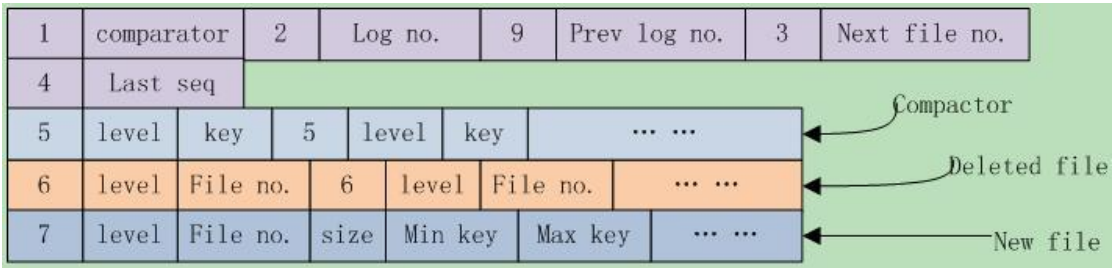 1 comparator 2 Log no. 9 Prev log no. 3 Next file no.
4 Last seq
Compactor
5 level key 5 level key ... ...
Deleted file
6 level File no. 6 level File no. ... ...
7 level File no. size Min key Max key ... ...
New file